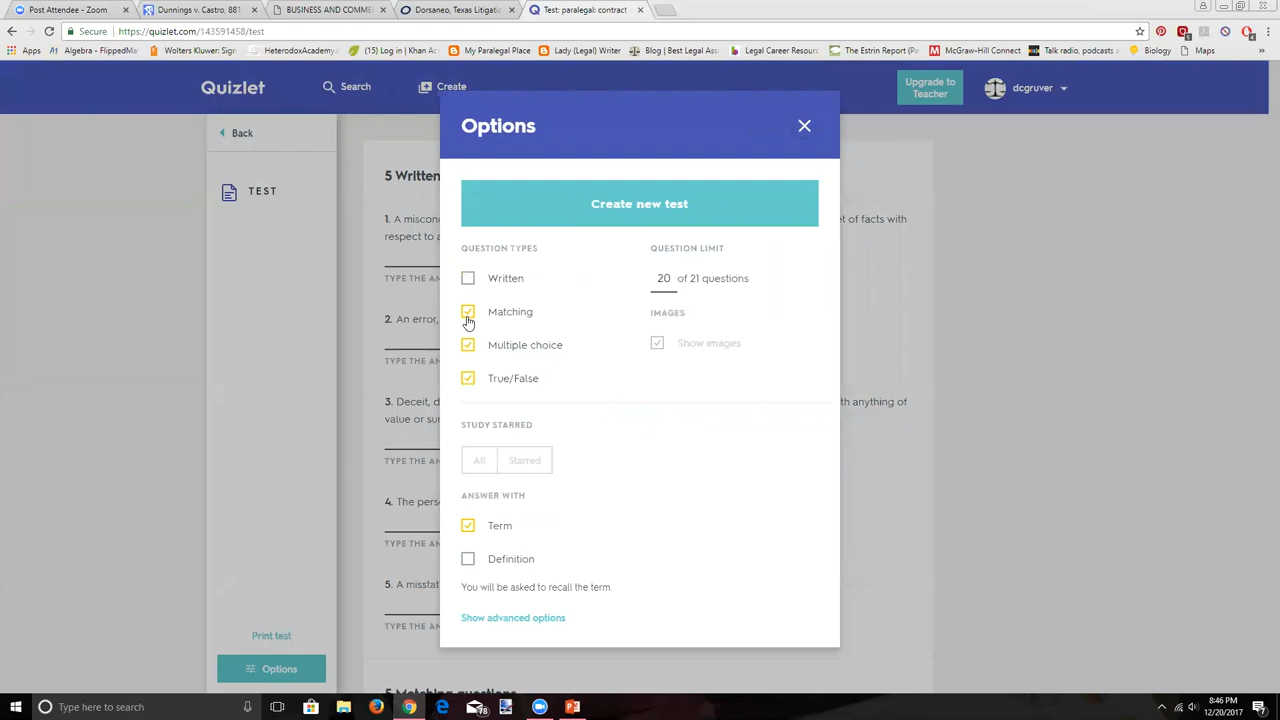 Post Attendee - Zoom
Dunnings v. Castro, 881
BUSINESS AND COMME
Dorsaneo, Texas Litigati
Test: paralegal: contract
Secure
https://quizlet.com/143591458/test
Apps
Algebra - FlippedMa
Wolters Kluwer: Signi
HeterodoxAcademy.c
(15) Log in | Khan Ac
My Paralegal Place
Lady (Legal) Writer
Blog | Best Legal Ass
Legal Career Resourc
The Estrin Report (Pe
McGraw-Hill Connect
Talk radio, podcasts a
Biology
Maps
Quizlet
Search
Create
Upgrade to
Teacher
dcgruver
Back
TEST
Print test
Options
5 Written
1. A miscon
et of facts with
respect to a
TYPE THE AN
2. An error,
TYPE THE AN
3. Deceit, d
th anything of
value or sur
TYPE THE AN
4. The perso
TYPE THE AN
5. A misstat
TYPE THE AN
5 Matching questions
Options
Create new test
QUESTION TYPES
QUESTION LIMIT
Written
20 of 21 questions
Matching
IMAGES
Multiple choice
Show images
True/False
STUDY STARRED
All
Starred
ANSWER WITH
Term
Definition
You will be asked to recall the term.
Show advanced options
Type here to search
78
8:46 PM
12/20/2017